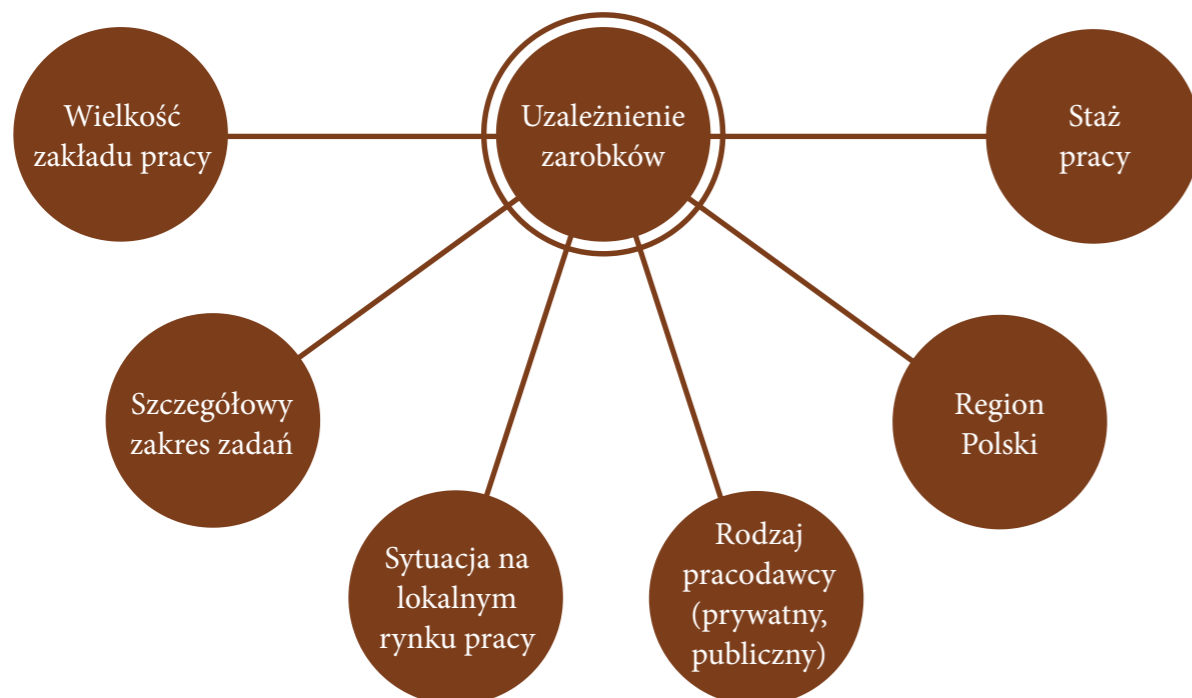 Wielkość
zakładu pracy
Uzależnienie
zarobków
Staż
pracy
Szczegółowy
zakres zadań
Region
Polski
Sytuacja na
lokalnym
rynku pracy
Rodzaj
pracodawcy
(prywatny,
publiczny)